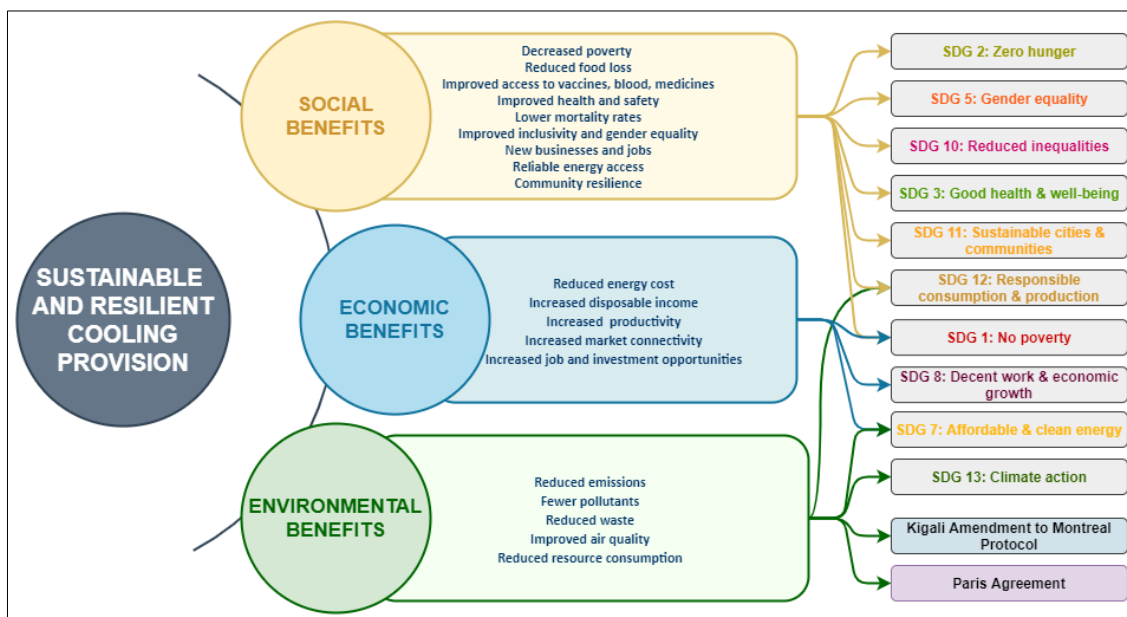 SUSTAINABLE
AND RESILIENT
COOLING
PROVISION
SOCIAL
BENEFITS
Decreased poverty
Reduced food loss
Improved access to vaccines, blood, medicines
Improved health and safety
Lower mortality rates
Improved inclusivity and gender equality
New businesses and jobs
Reliable energy access
Community resilience
ECONOMIC
BENEFITS
Reduced energy cost
Increased disposable income
Increased productivity
Increased market connectivity
Increased job and investment opportunities
ENVIRONMENTAL
BENEFITS
Reduced emissions
Fewer pollutants
Reduced waste
Improved air quality
Reduced resource consumption
SDG 2: Zero hunger
SDG 5: Gender equality
SDG 10: Reduced inequalities
SDG 3: Good health & well-being
SDG 11: Sustainable cities &
communities
SDG 12: Responsible
consumption & production
SDG 1: No poverty
SDG 8: Decent work & economic
growth
SDG 7: Affordable & clean energy
SDG 13: Climate action
Kigali Amendment to Montreal
Protocol
Paris Agreement